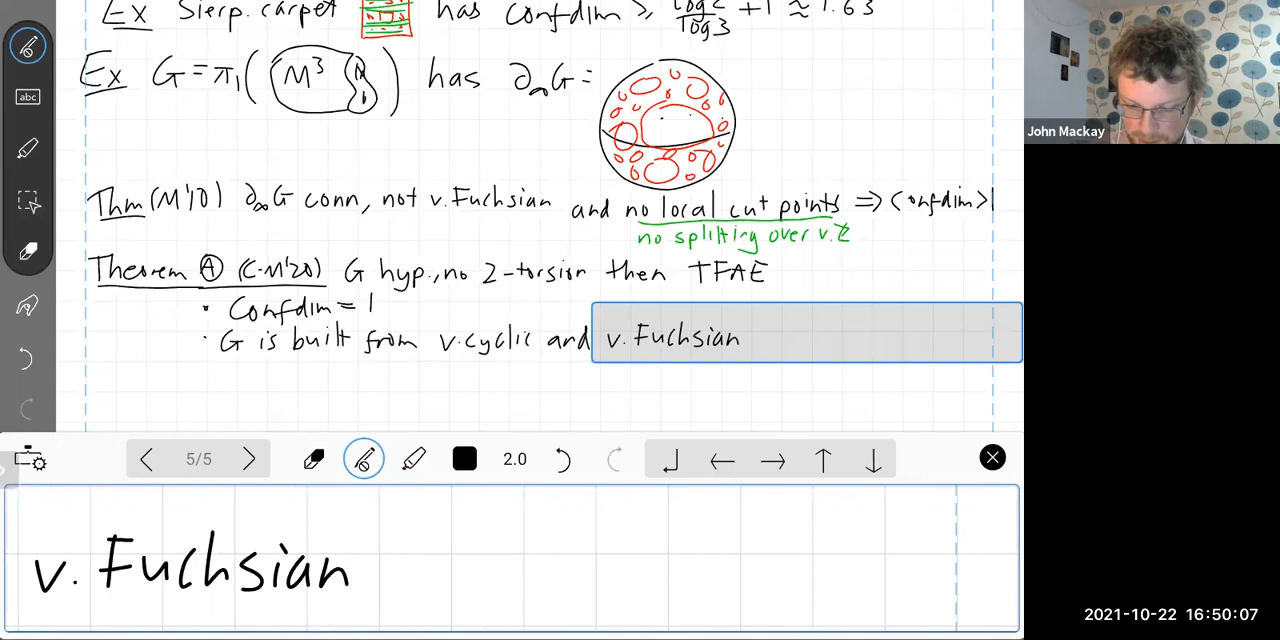 Ex Sierp. carpet has confdim ≥ log2/log3 + 1 ≈ 1.63
Ex G = π₁( M³ ) has ∂∞G =
Thm (M'10) ∂∞G conn, not v. Fuchsian and no local cut points ⇒ Confdim > 1
no splitting over v. ℤ
Theorem Ⓐ (C-M'20) G hyp., no 2-torsion then TFAE
· Confdim = 1
· G is built from v. cyclic and v. Fuchsian
John Mackay
abc
5/5
2.0
v. Fuchsian
2021-10-22 16:50:07